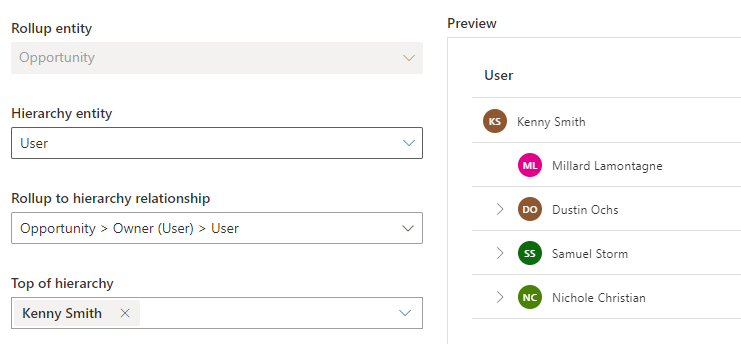 Rollup entity
Opportunity
Hierarchy entity
User
Rollup to hierarchy relationship
Opportunity > Owner (User) > User
Top of hierarchy
Kenny Smith
Preview
User
KS Kenny Smith
ML Millard Lamontagne
DO Dustin Ochs
SS Samuel Storm
NC Nichole Christian